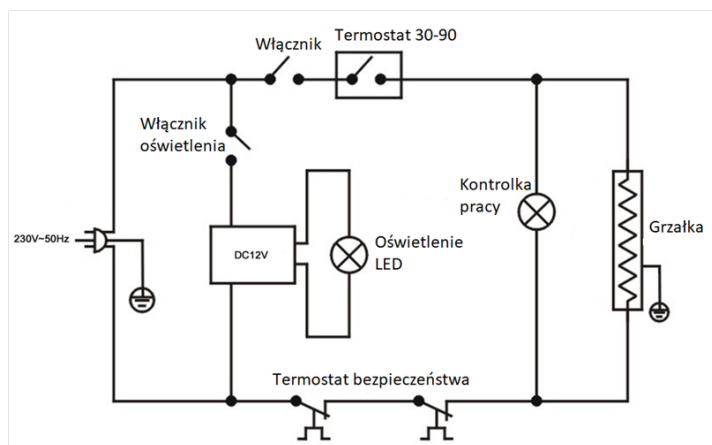 Włącznik
Termostat 30-90
Włącznik
oświetlenia
Kontrolka
pracy
Grzałka
230V~50Hz
DC12V
Oświetlenie
LED
Termostat bezpieczeństwa